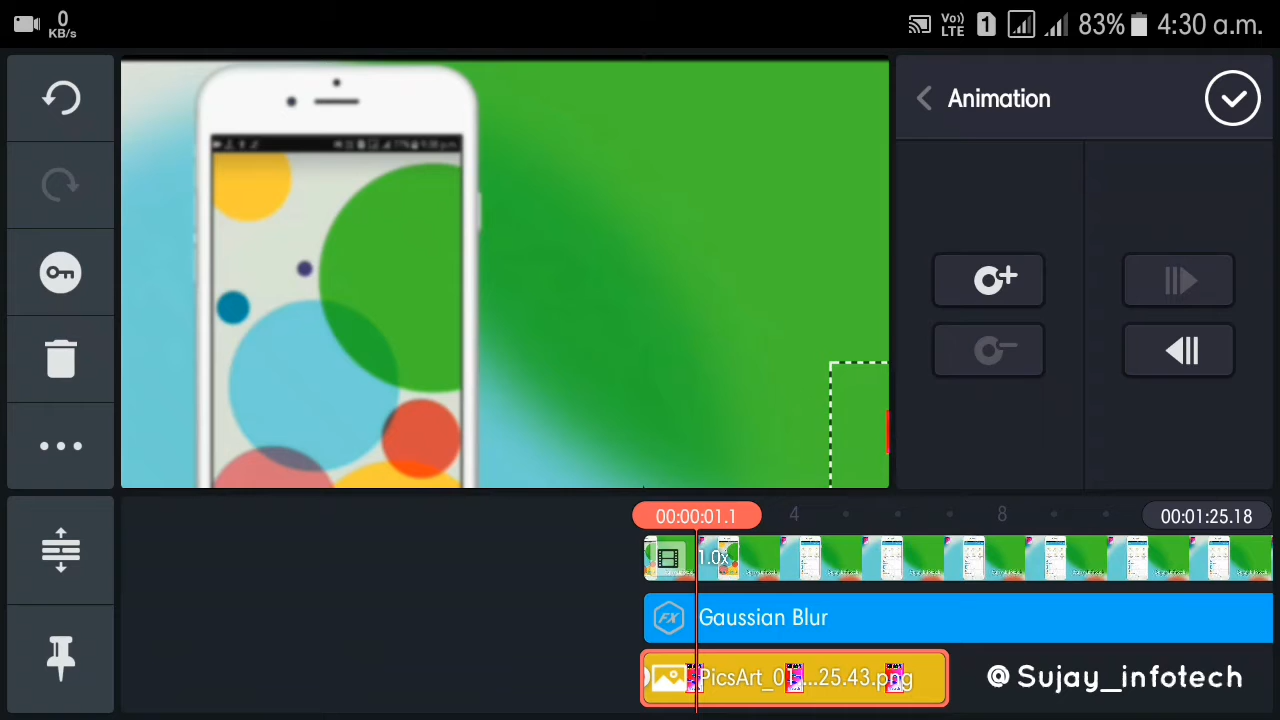 0
KB/s
Vo))
LTE
1
83%
4:30 a.m.
Animation
00:00:01.1
4
8
00:01:25.18
1.0x
FX
Gaussian Blur
PicsArt_01...25.43.png
@Sujay_infotech